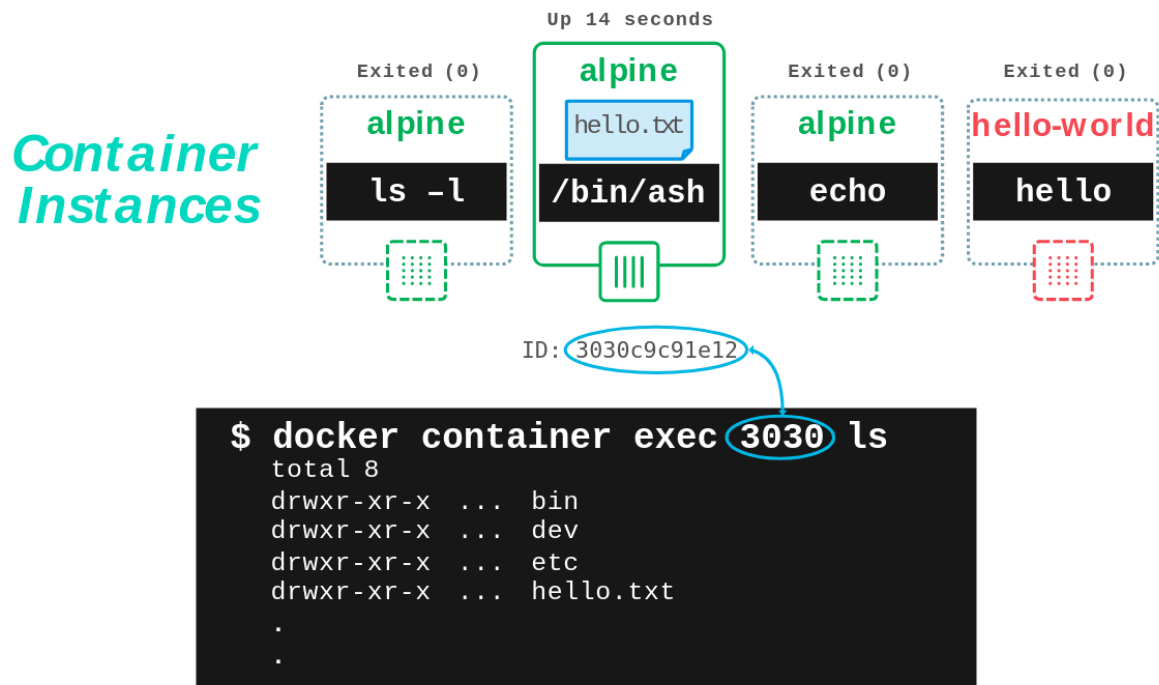 Up 14 seconds
Exited (0)
alpine
Exited (0)
Exited (0)
alpine
hello.txt
alpine
hello-world
Container
Instances
ls –l
/bin/ash
echo
hello
ID: 3030c9c91e12
$ docker container exec 3030 ls
total 8
drwxr-xr-x ... bin
drwxr-xr-x ... dev
drwxr-xr-x ... etc
drwxr-xr-x ... hello.txt
.
.